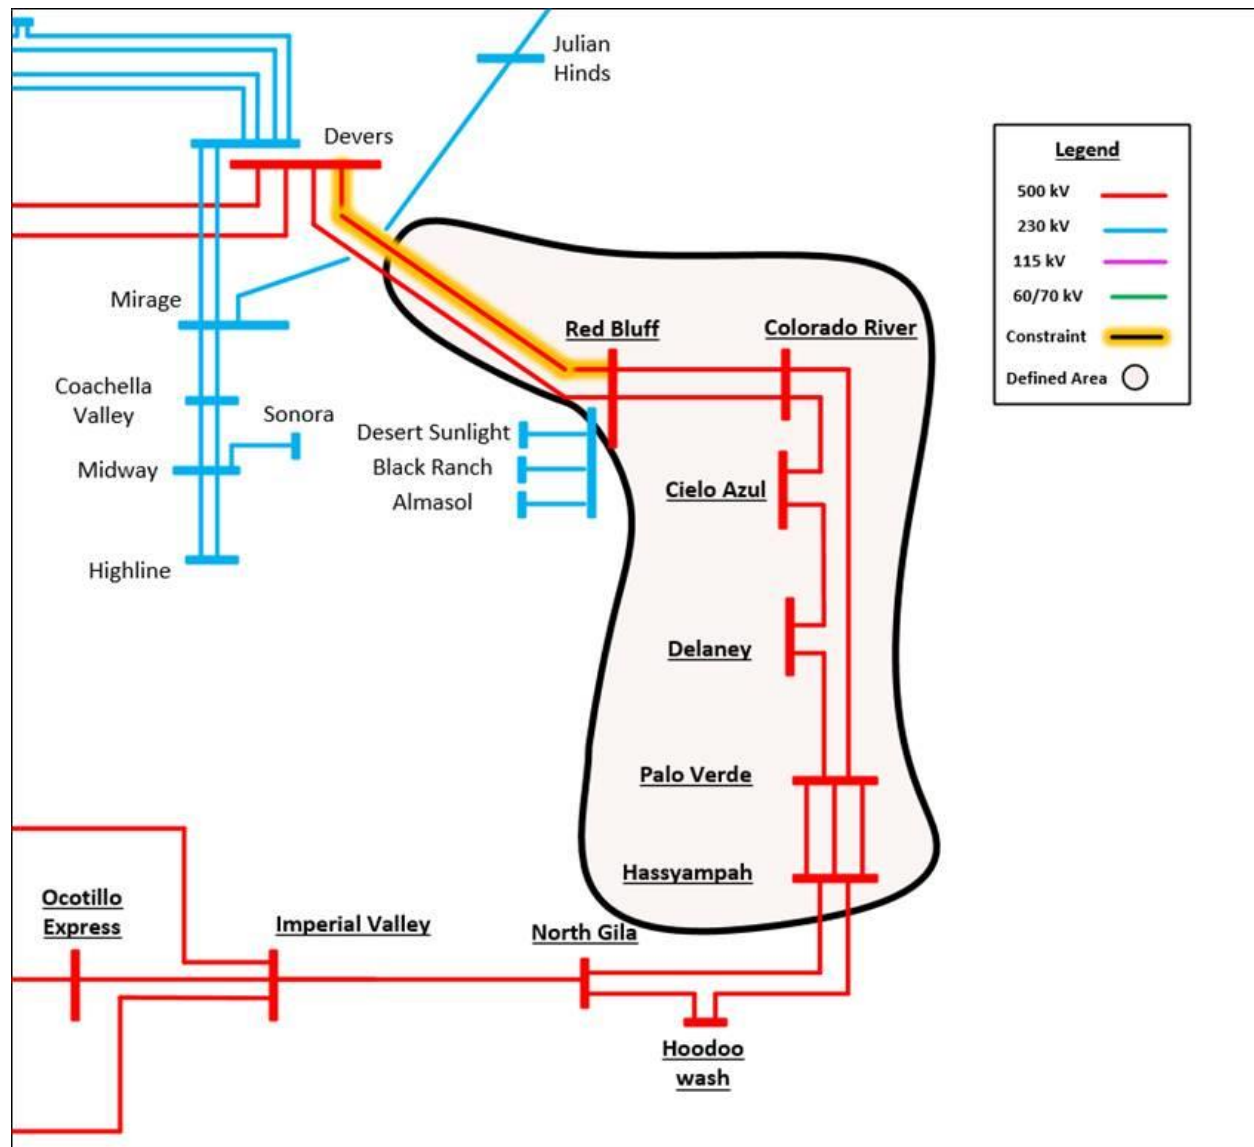 Julian
Hinds
Devers
Legend
500 kV
230 kV
115 kV
60/70 kV
Constraint
Defined Area
Mirage
Red Bluff
Colorado River
Coachella
Valley
Sonora
Desert Sunlight
Midway
Black Ranch
Cielo Azul
Almasol
Highline
Delaney
Palo Verde
Hassyampah
Ocotillo
Express
Imperial Valley
North Gila
Hoodoo
wash